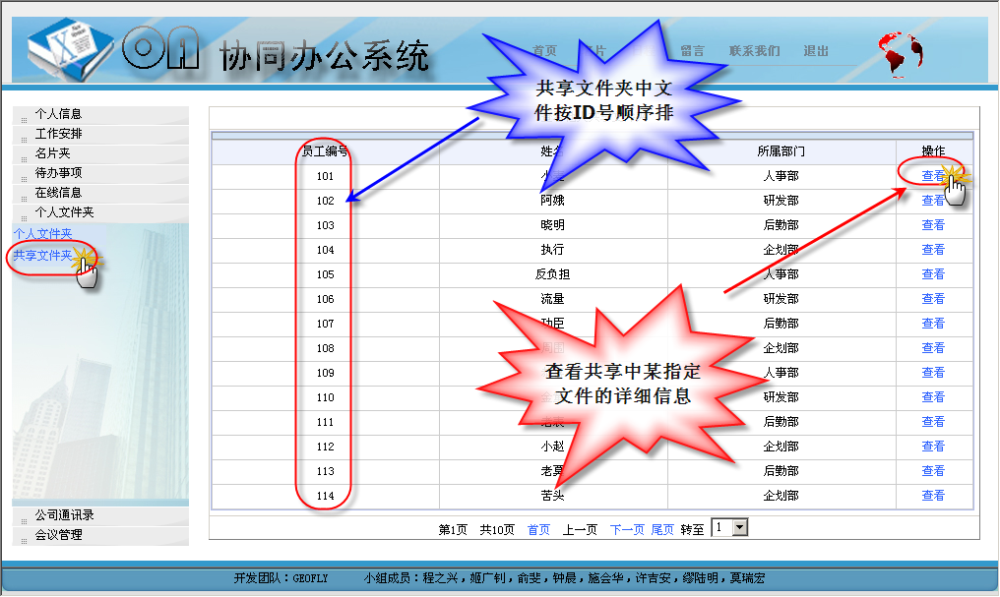 OA 协同办公系统
首页 留言 联系我们 退出
共享文件夹中文
件按ID号顺序排
个人信息
工作安排
名片夹
待办事项
在线信息
个人文件夹
个人文件夹
共享文件夹
公司通讯录
会议管理
员工编号 所属部门 操作
101 人事部 查看
102 阿娥 研发部 查看
103 晓明 后勤部 查看
104 执行 企划部 查看
105 反负担 人事部 查看
106 流量 研发部 查看
107 功臣 后勤部 查看
108 周围 企划部 查看
109 人事部 查看
110 研发部 查看
111 后勤部 查看
112 小赵 企划部 查看
113 老莫 后勤部 查看
114 苦头 企划部 查看
查看共享中某指定
文件的详细信息
第1页 共10页 首页 上一页 下一页 尾页 转至 1
开发团队：GEOFLY 小组成员：程之兴，姬广钊，俞斐，钟晨，施会华，许吉安，缪陆明，莫瑞宏